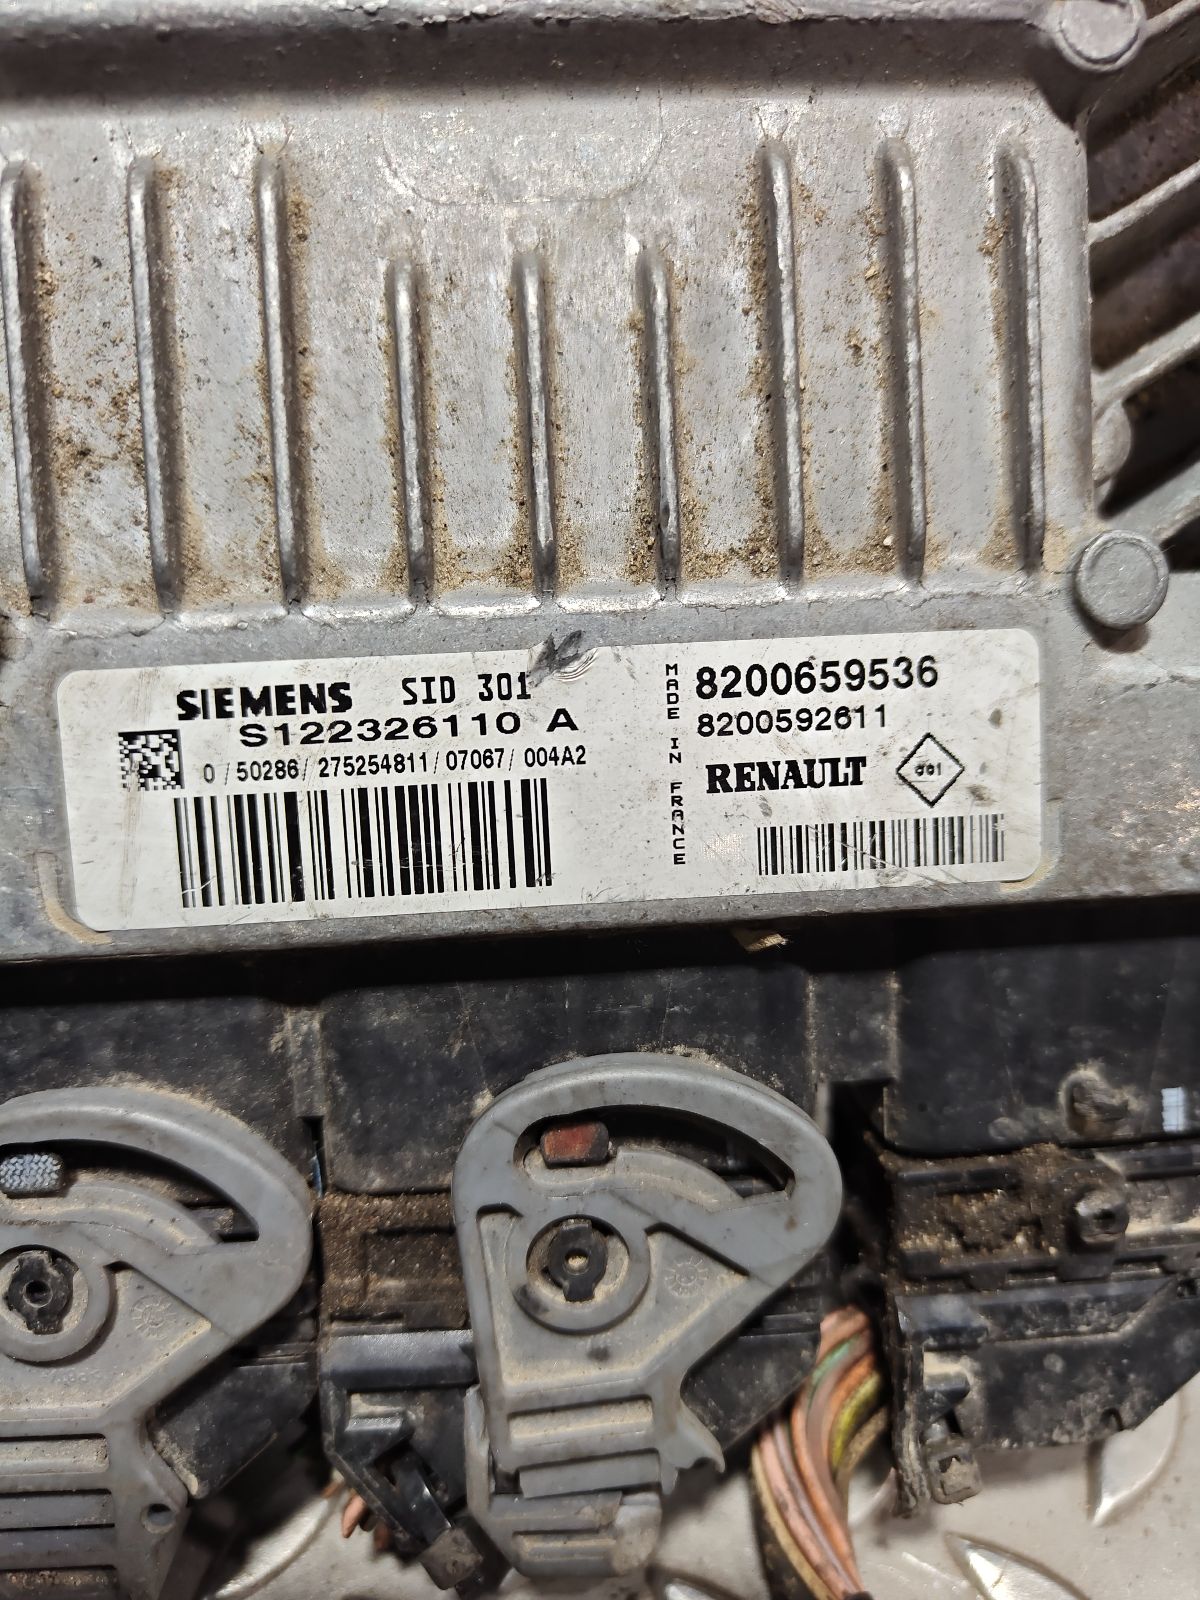 SIEMENS SID 301
S122326110 A
0 / 50286 / 275254811 / 07067 / 004A2
MADE IN FRANCE
8200659536
8200592611
RENAULT